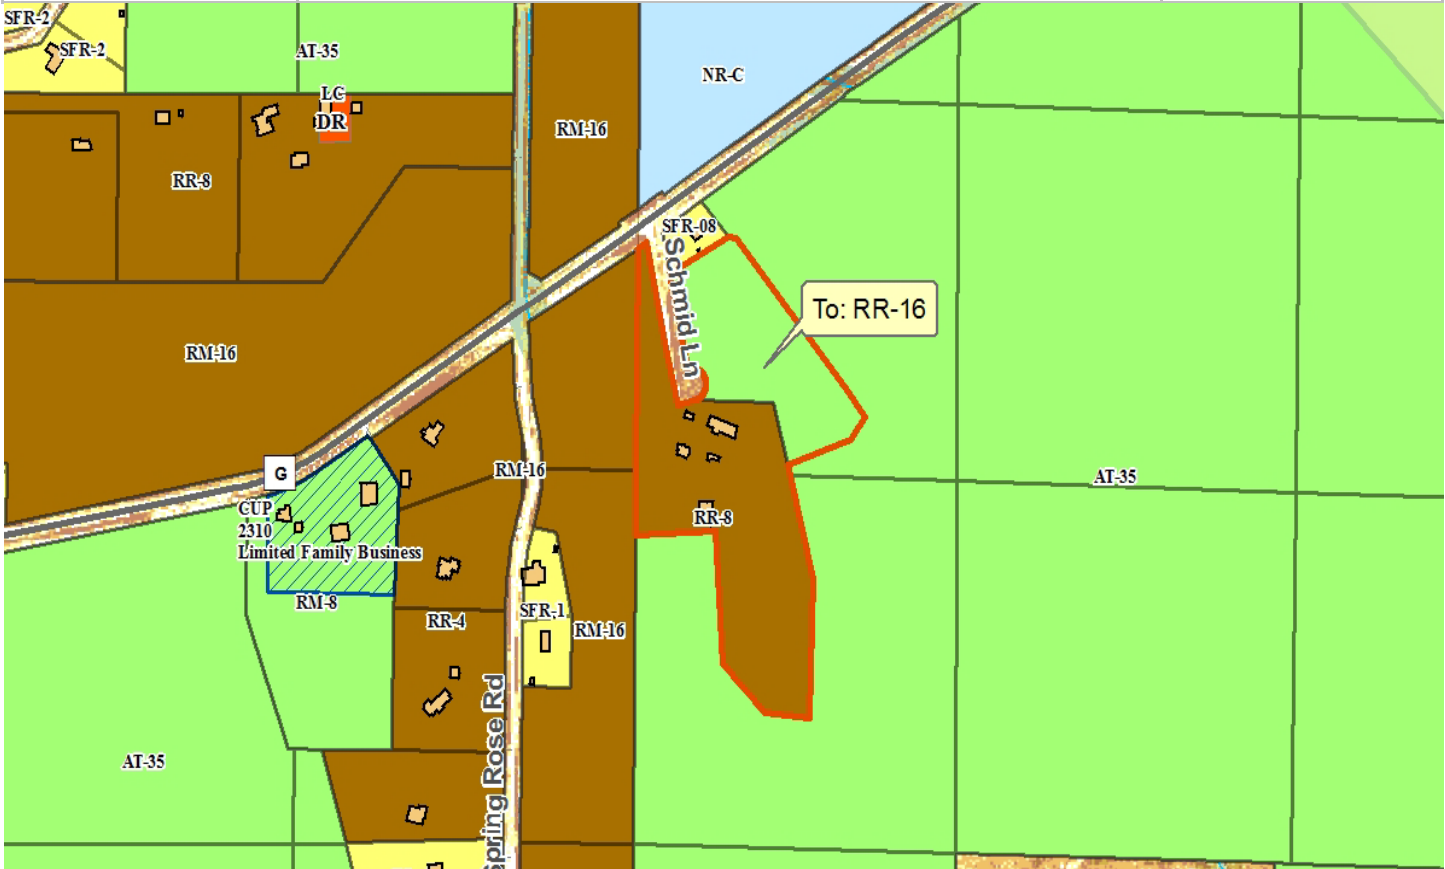 SFR-2
SFR-2
AT-35
NR-C
LC
DR
RM-16
RR-8
SFR-08
Schmid Ln
To: RR-16
RM-16
G
RM-16
AT-35
CUP
2310
Limited Family Business
RR-8
RM-8
RR-4
SFR-1
RM-16
Spring Rose Rd
AT-35